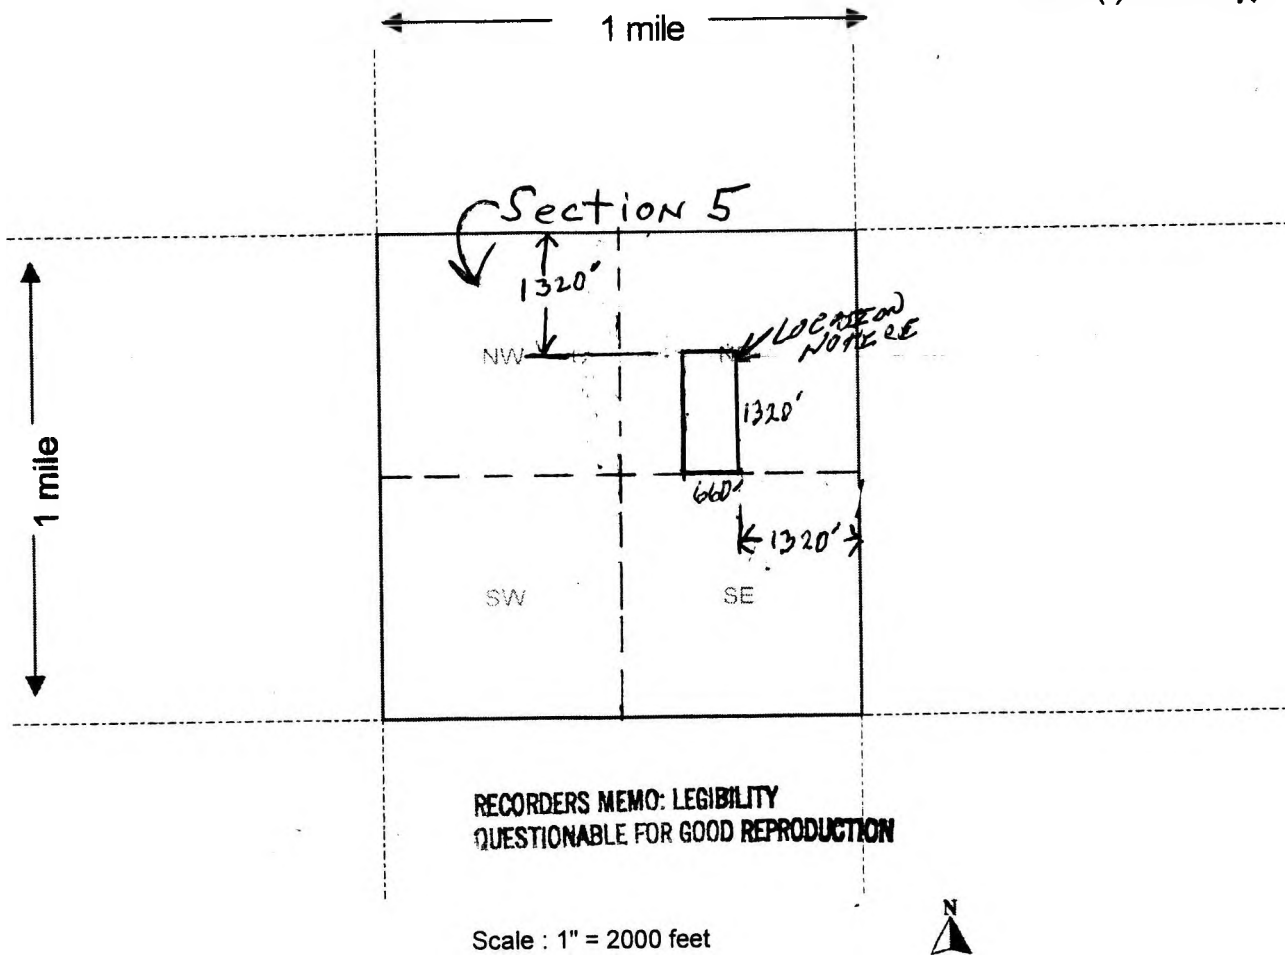 1 mile
Section 5
1320'
LOCATION
NOTICE
NW
1320'
1 mile
660'
1320'
SW
SE
RECORDERS MEMO: LEGIBILITY
QUESTIONABLE FOR GOOD REPRODUCTION
N
Scale : 1" = 2000 feet